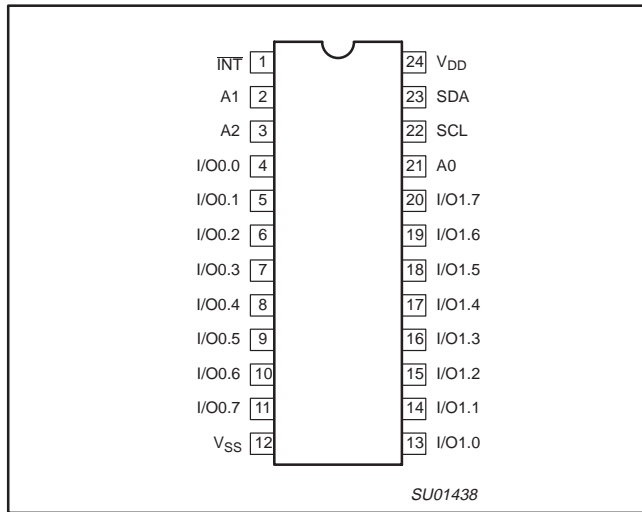 I̅N̅T̅ 1 24 VDD
A1 2 23 SDA
A2 3 22 SCL
I/O0.0 4 21 A0
I/O0.1 5 20 I/O1.7
I/O0.2 6 19 I/O1.6
I/O0.3 7 18 I/O1.5
I/O0.4 8 17 I/O1.4
I/O0.5 9 16 I/O1.3
I/O0.6 10 15 I/O1.2
I/O0.7 11 14 I/O1.1
VSS 12 13 I/O1.0
SU01438